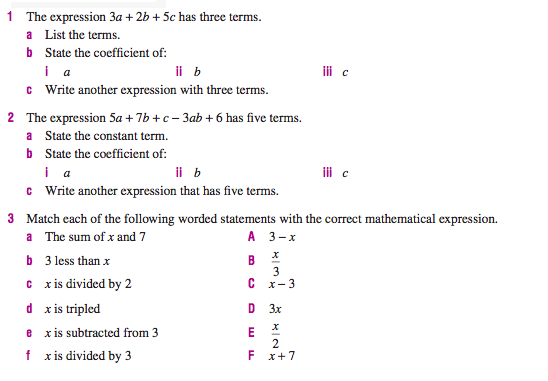 1 The expression 3a + 2b + 5c has three terms.
a List the terms.
b State the coefficient of:
i a ii b iii c
c Write another expression with three terms.
2 The expression 5a + 7b + c – 3ab + 6 has five terms.
a State the constant term.
b State the coefficient of:
i a ii b iii c
c Write another expression that has five terms.
3 Match each of the following worded statements with the correct mathematical expression.
a The sum of x and 7 A 3 – x
b 3 less than x B x/3
c x is divided by 2 C x – 3
d x is tripled D 3x
e x is subtracted from 3 E x/2
f x is divided by 3 F x + 7